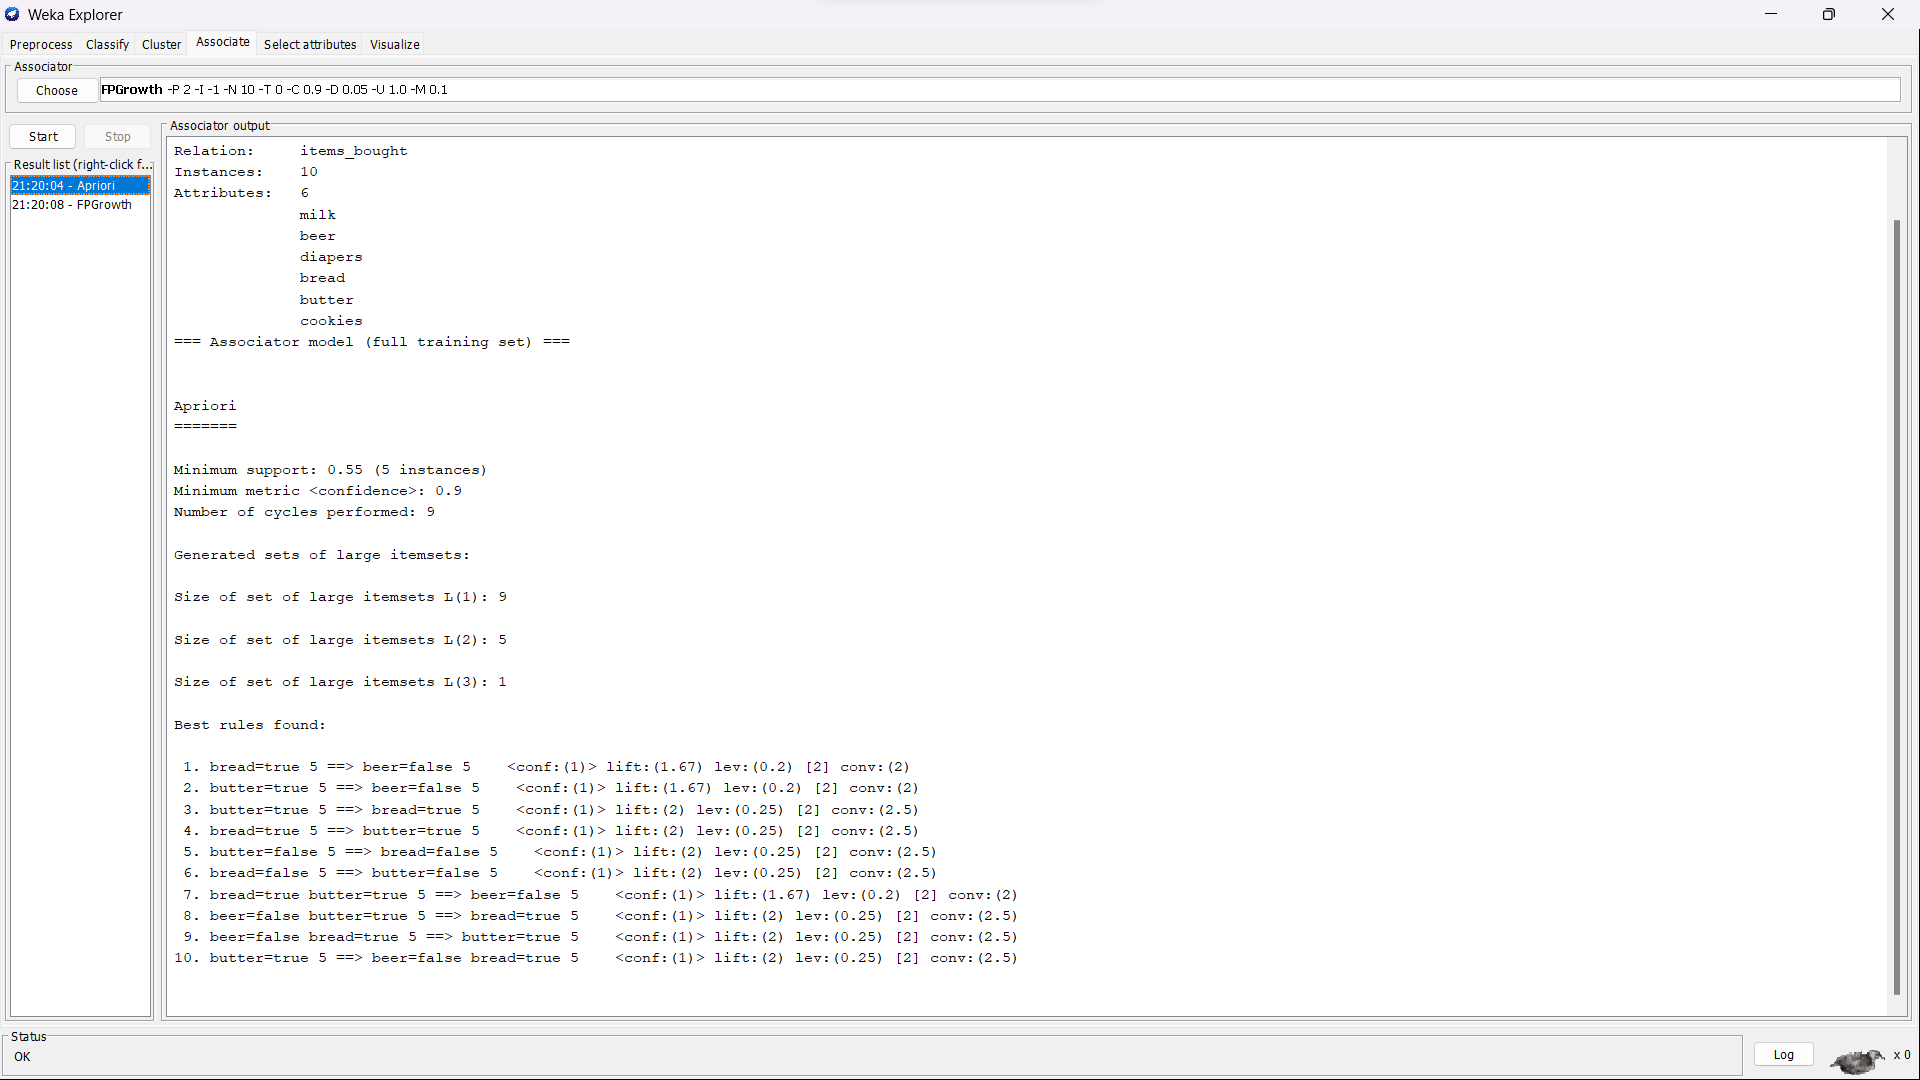 Weka Explorer
Preprocess Classify Cluster Associate Select attributes Visualize
Associator
Choose FPGrowth -P 2 -I -1 -N 10 -T 0 -C 0.9 -D 0.05 -U 1.0 -M 0.1
Start Stop
Result list (right-click f...
21:20:04 - Apriori
21:20:08 - FPGrowth
Associator output
Relation: items_bought
Instances: 10
Attributes: 6
milk
beer
diapers
bread
butter
cookies
=== Associator model (full training set) ===
Apriori
=======
Minimum support: 0.55 (5 instances)
Minimum metric <confidence>: 0.9
Number of cycles performed: 9
Generated sets of large itemsets:
Size of set of large itemsets L(1): 9
Size of set of large itemsets L(2): 5
Size of set of large itemsets L(3): 1
Best rules found:
1. bread=true 5 ==> beer=false 5 <conf:(1)> lift:(1.67) lev:(0.2) [2] conv:(2)
2. butter=true 5 ==> beer=false 5 <conf:(1)> lift:(1.67) lev:(0.2) [2] conv:(2)
3. butter=true 5 ==> bread=true 5 <conf:(1)> lift:(2) lev:(0.25) [2] conv:(2.5)
4. bread=true 5 ==> butter=true 5 <conf:(1)> lift:(2) lev:(0.25) [2] conv:(2.5)
5. butter=false 5 ==> bread=false 5 <conf:(1)> lift:(2) lev:(0.25) [2] conv:(2.5)
6. bread=false 5 ==> butter=false 5 <conf:(1)> lift:(2) lev:(0.25) [2] conv:(2.5)
7. bread=true butter=true 5 ==> beer=false 5 <conf:(1)> lift:(1.67) lev:(0.2) [2] conv:(2)
8. beer=false butter=true 5 ==> bread=true 5 <conf:(1)> lift:(2) lev:(0.25) [2] conv:(2.5)
9. beer=false bread=true 5 ==> butter=true 5 <conf:(1)> lift:(2) lev:(0.25) [2] conv:(2.5)
10. butter=true 5 ==> beer=false bread=true 5 <conf:(1)> lift:(2) lev:(0.25) [2] conv:(2.5)
Status
OK
Log
x 0